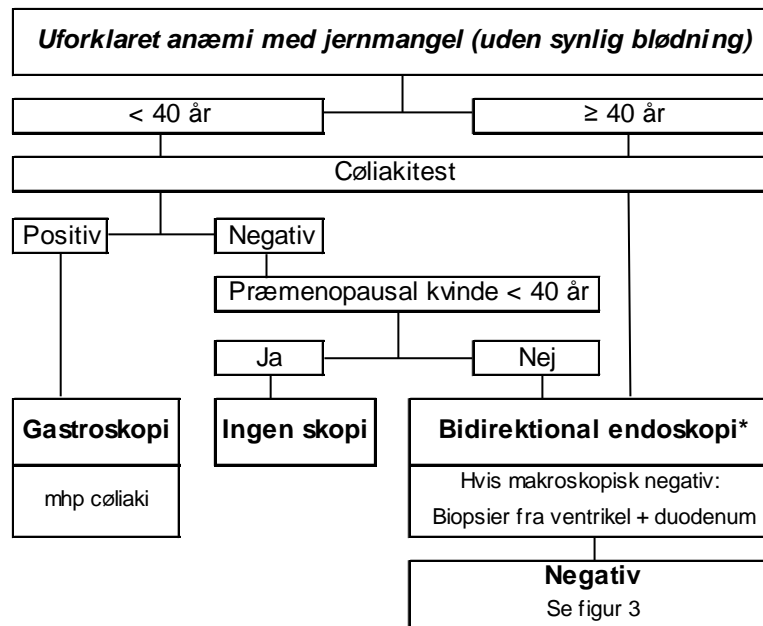 Uforklaret anæmi med jernmangel (uden synlig blødning)
< 40 år
≥ 40 år
Cøliakitest
Positiv
Negativ
Præmenopausal kvinde < 40 år
Ja
Nej
Gastroskopi
mhp cøliaki
Ingen skopi
Bidirektional endoskopi*
Hvis makroskopisk negativ:
Biopsier fra ventrikel + duodenum
Negativ
Se figur 3